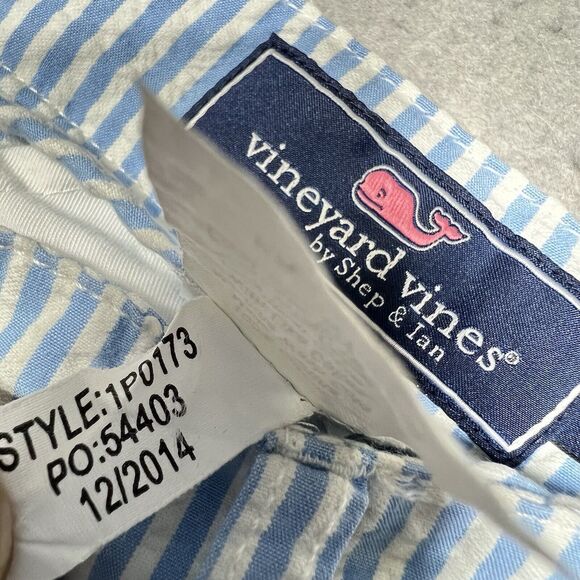 vineyard vines®
by Shep & Ian
STYLE:1P0173
PO:54403
12/2014